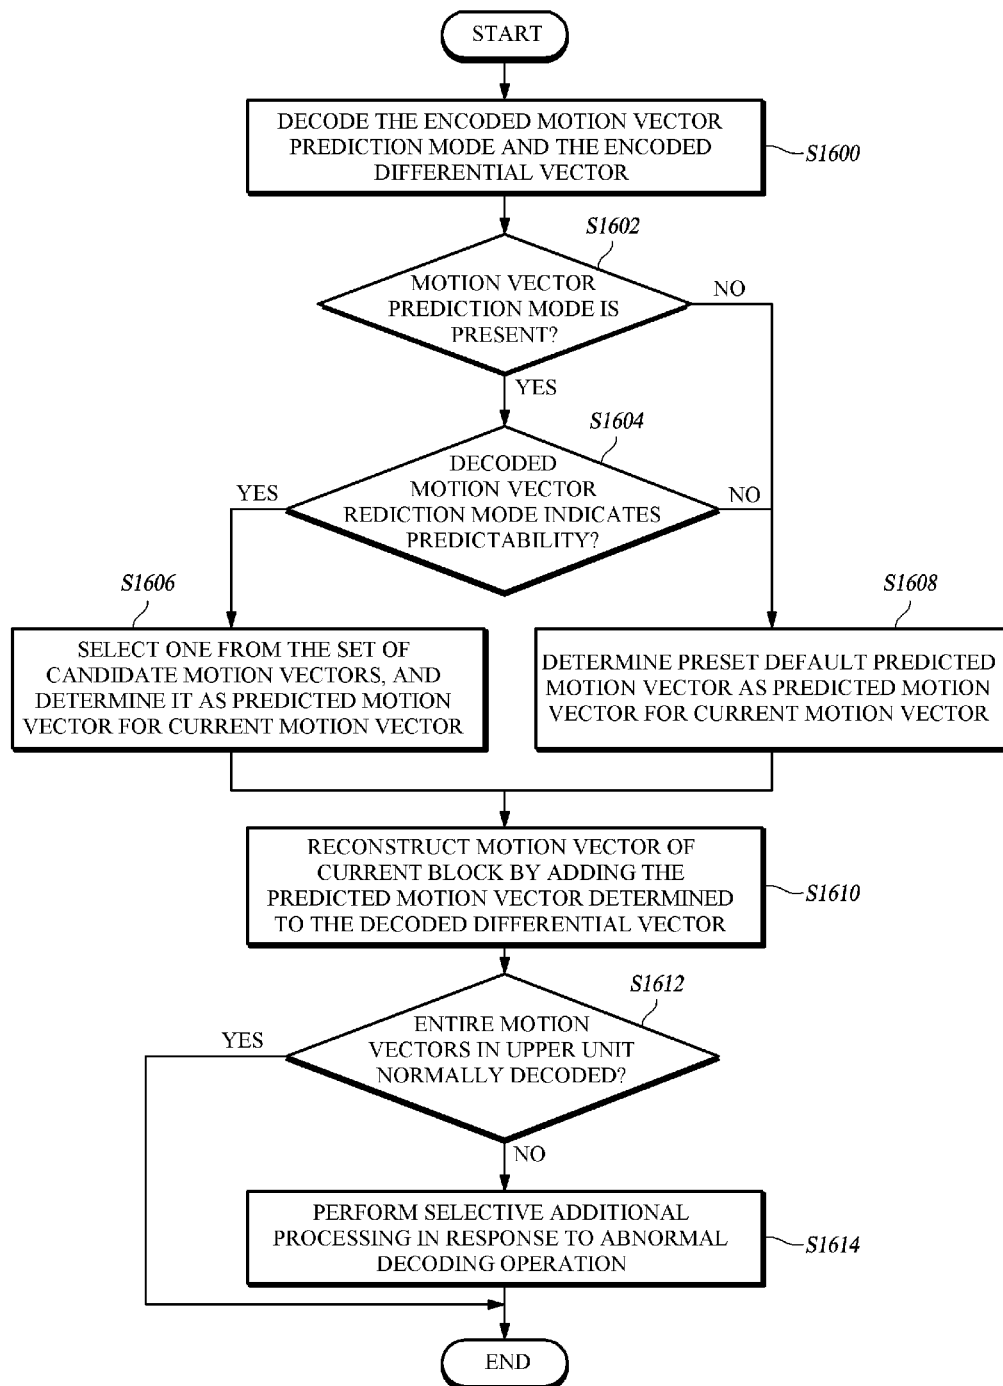 START
DECODE THE ENCODED MOTION VECTOR
PREDICTION MODE AND THE ENCODED
DIFFERENTIAL VECTOR
S1600
S1602
MOTION VECTOR
PREDICTION MODE IS
PRESENT?
NO
YES
S1604
DECODED
MOTION VECTOR
REDICTION MODE INDICATES
PREDICTABILITY?
YES
NO
S1606
SELECT ONE FROM THE SET OF
CANDIDATE MOTION VECTORS, AND
DETERMINE IT AS PREDICTED MOTION
VECTOR FOR CURRENT MOTION VECTOR
S1608
DETERMINE PRESET DEFAULT PREDICTED
MOTION VECTOR AS PREDICTED MOTION
VECTOR FOR CURRENT MOTION VECTOR
RECONSTRUCT MOTION VECTOR OF
CURRENT BLOCK BY ADDING THE
PREDICTED MOTION VECTOR DETERMINED
TO THE DECODED DIFFERENTIAL VECTOR
S1610
S1612
ENTIRE MOTION
VECTORS IN UPPER UNIT
NORMALLY DECODED?
YES
NO
PERFORM SELECTIVE ADDITIONAL
PROCESSING IN RESPONSE TO ABNORMAL
DECODING OPERATION
S1614
END